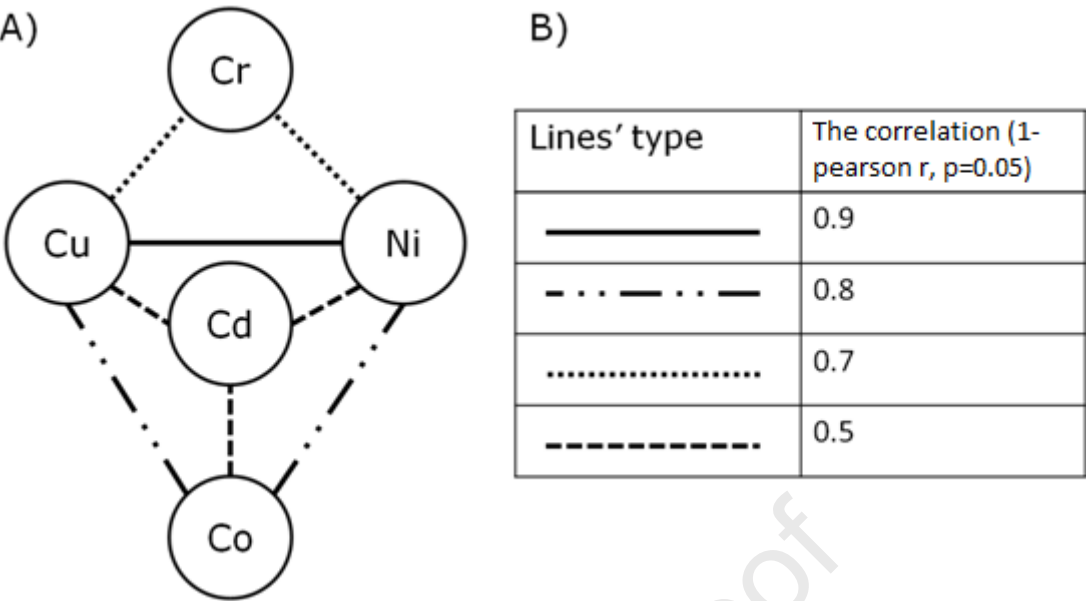 A)
Cr
Cu
Ni
Cd
Co
B)
Lines' type
The correlation (1-
pearson r, p=0.05)
0.9
0.8
0.7
0.5
oof